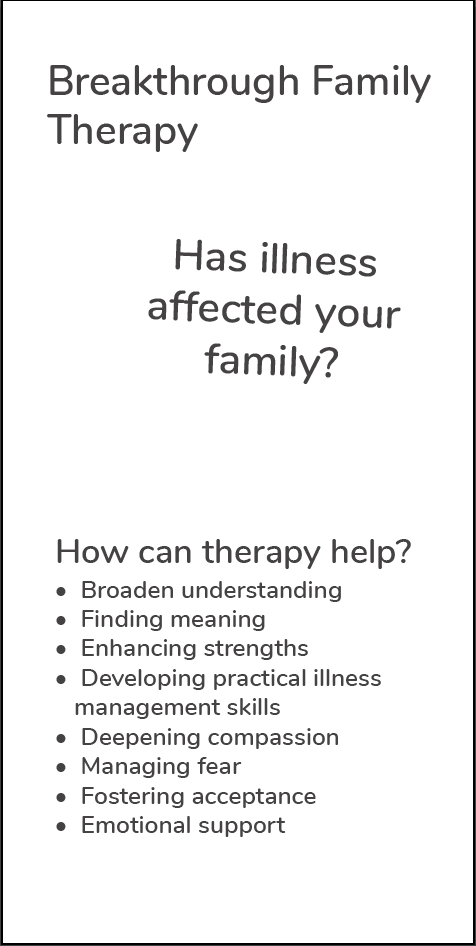 Breakthrough Family
Therapy
Has illness
affected your
family?
How can therapy help?
• Broaden understanding
• Finding meaning
• Enhancing strengths
• Developing practical illness
management skills
• Deepening compassion
• Managing fear
• Fostering acceptance
• Emotional support